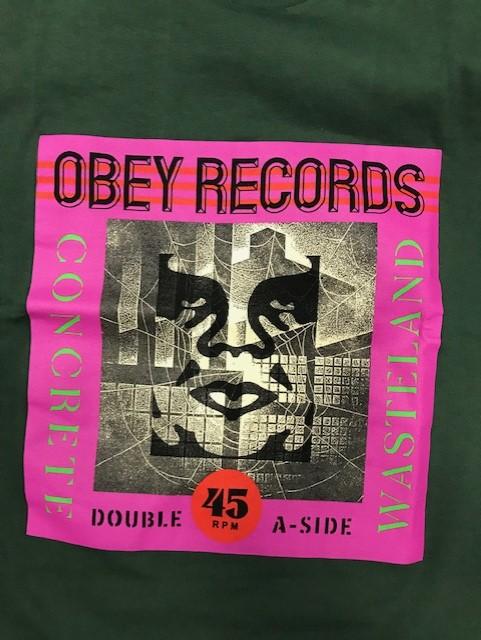 OBEY RECORDS
CONCRETE
WASTELAND
DOUBLE
45
RPM
A-SIDE